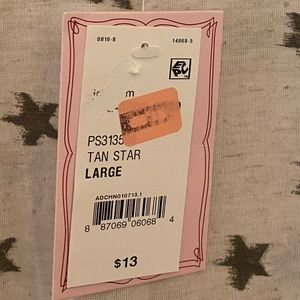 0810-B 14868-5
PS3135
TAN STAR
LARGE
ADCHN010713.1
8 87069 06068 4
$13